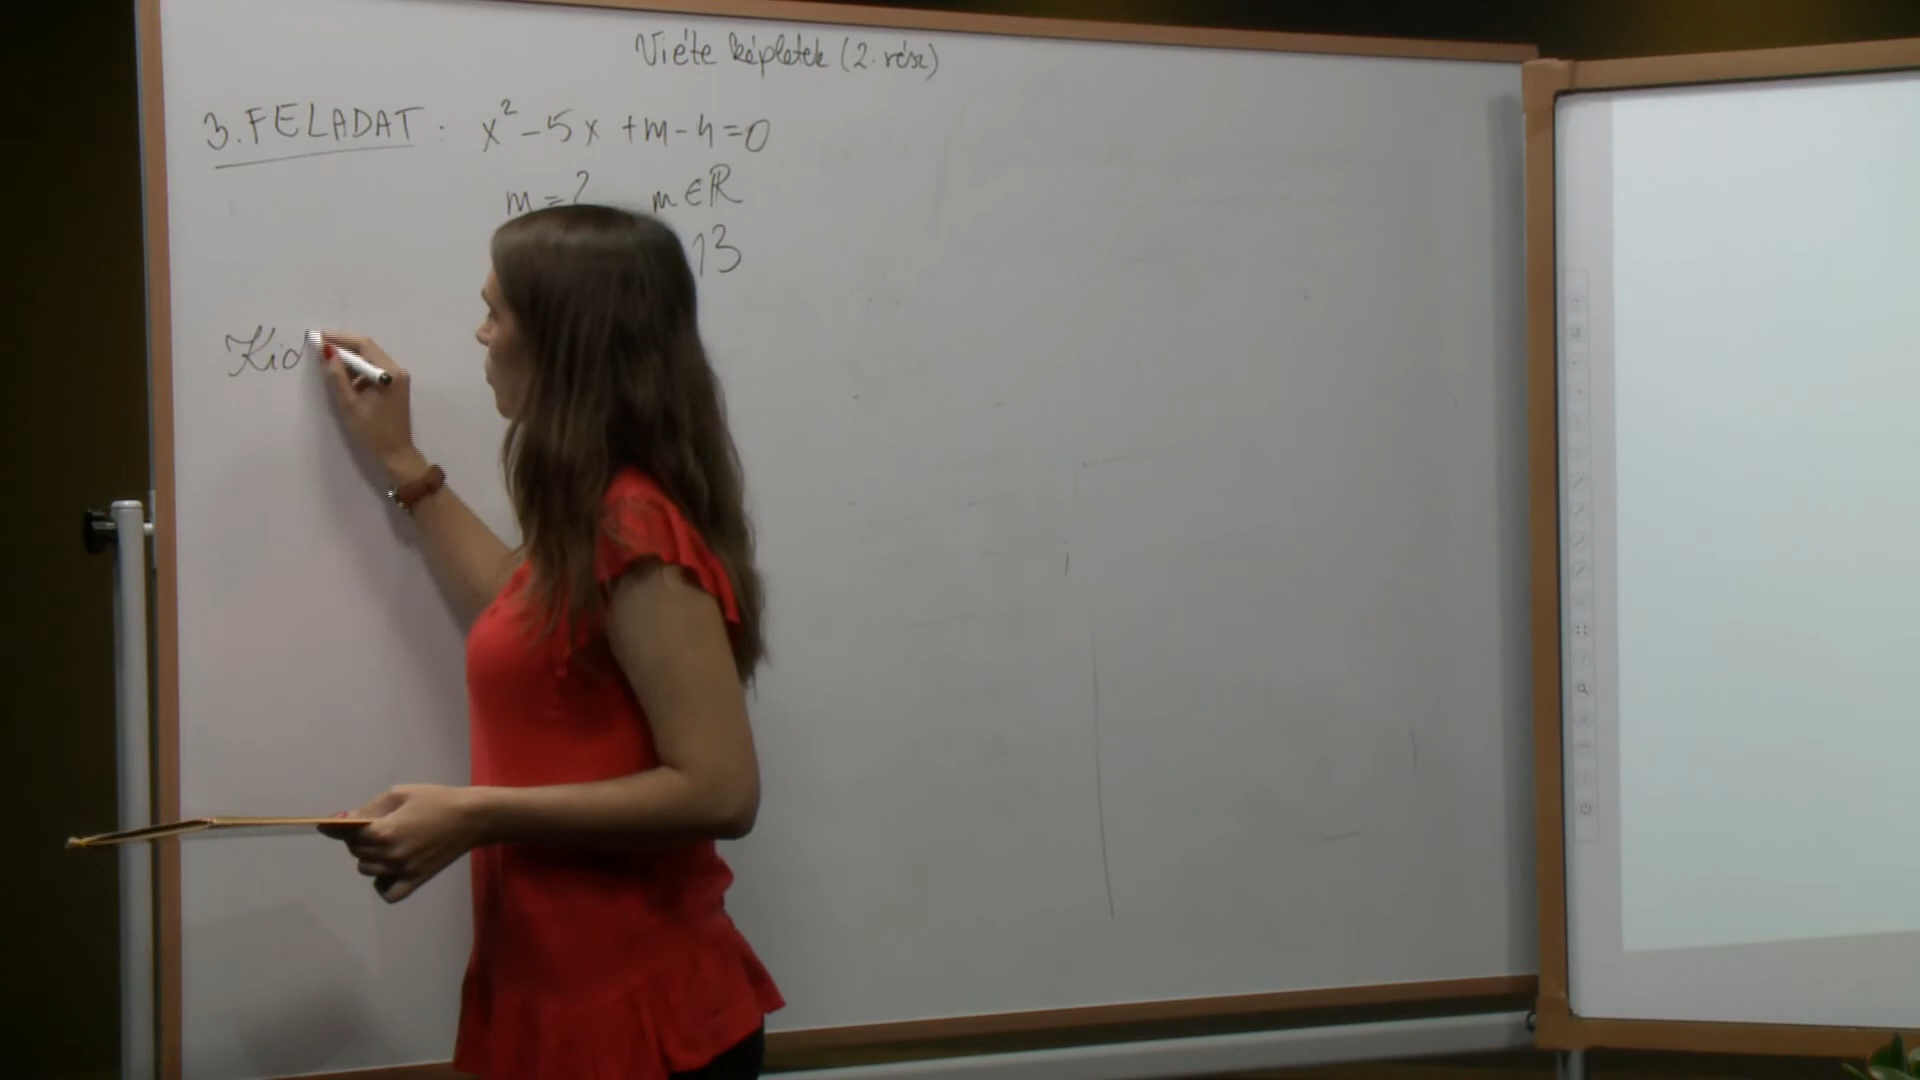 Viéte képletek (2. rész)
3. FELADAT: x² - 5x + m - 4 = 0
m = ? m ∈ ℝ
13
Kid